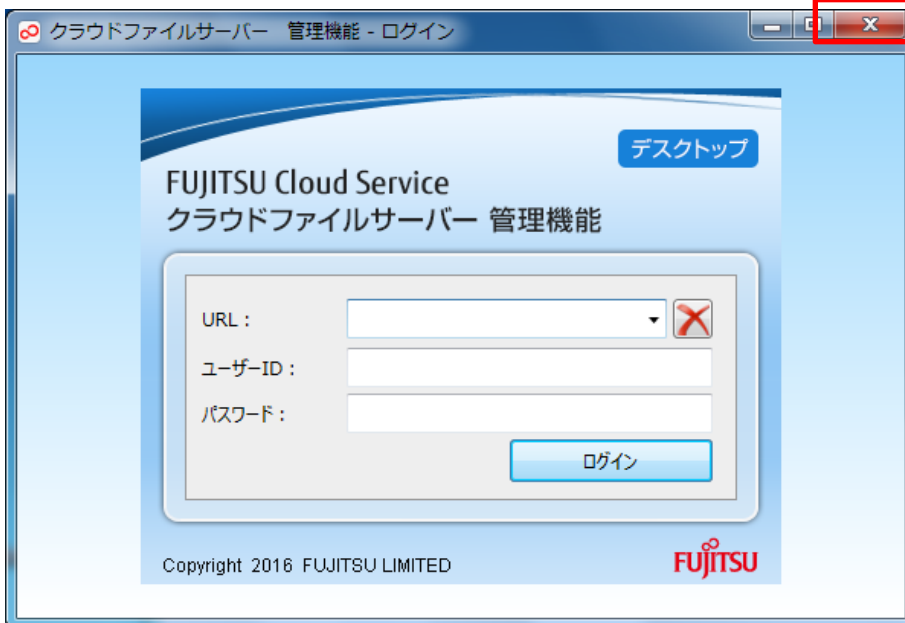 クラウドファイルサーバー　管理機能 - ログイン
デスクトップ
FUJITSU Cloud Service
クラウドファイルサーバー 管理機能
URL :
ユーザーID :
パスワード :
ログイン
Copyright 2016 FUJITSU LIMITED
FUJITSU